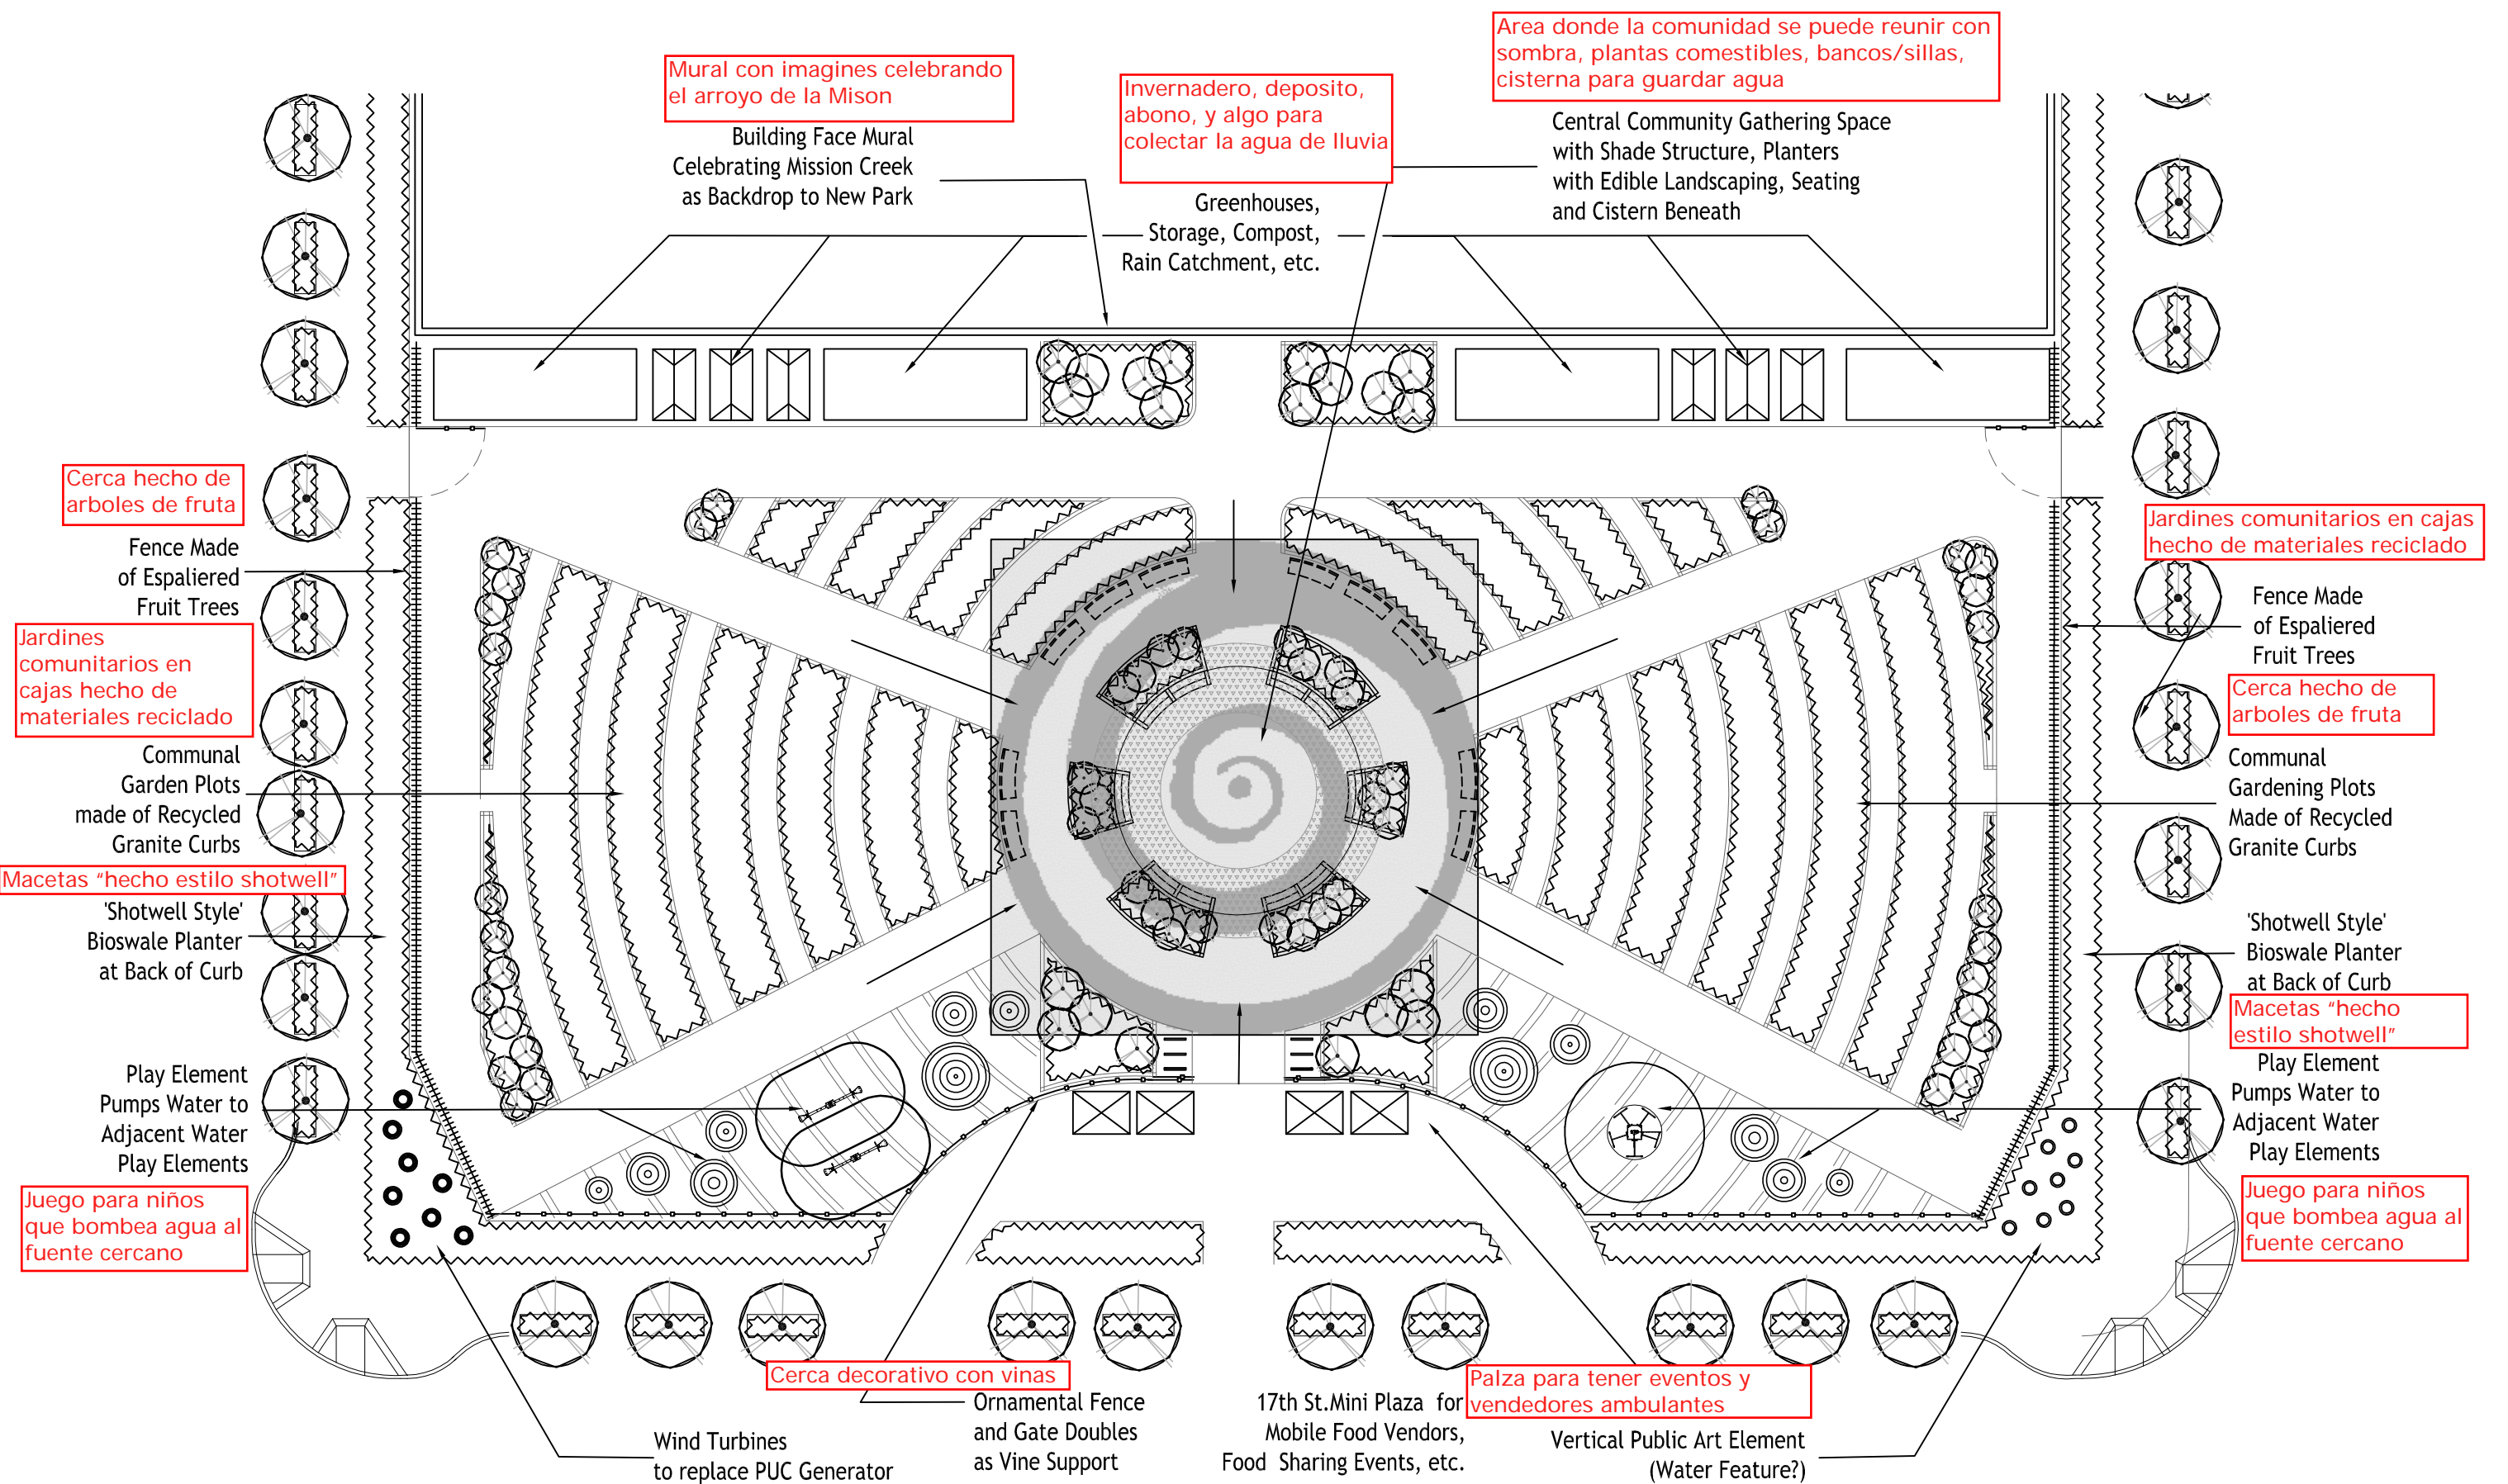 Mural con imagines celebrando
el arroyo de la Mison
Building Face Mural
Celebrating Mission Creek
as Backdrop to New Park
Invernadero, deposito,
abono, y algo para
colectar la agua de lluvia
Greenhouses,
Storage, Compost,
Rain Catchment, etc.
Area donde la comunidad se puede reunir con
sombra, plantas comestibles, bancos/sillas,
cisterna para guardar agua
Central Community Gathering Space
with Shade Structure, Planters
with Edible Landscaping, Seating
and Cistern Beneath
Cerca hecho de
arboles de fruta
Fence Made
of Espaliered
Fruit Trees
Jardines
comunitarios en
cajas hecho de
materiales reciclado
Communal
Garden Plots
made of Recycled
Granite Curbs
Macetas “hecho estilo shotwell”
'Shotwell Style'
Bioswale Planter
at Back of Curb
Play Element
Pumps Water to
Adjacent Water
Play Elements
Juego para niños
que bombea agua al
fuente cercano
Jardines comunitarios en cajas
hecho de materiales reciclado
Fence Made
of Espaliered
Fruit Trees
Cerca hecho de
arboles de fruta
Communal
Gardening Plots
Made of Recycled
Granite Curbs
'Shotwell Style'
Bioswale Planter
at Back of Curb
Macetas “hecho
estilo shotwell”
Play Element
Pumps Water to
Adjacent Water
Play Elements
Juego para niños
que bombea agua al
fuente cercano
Wind Turbines
to replace PUC Generator
Cerca decorativo con vinas
Ornamental Fence
and Gate Doubles
as Vine Support
17th St.Mini Plaza for
Mobile Food Vendors,
Food Sharing Events, etc.
Palza para tener eventos y
vendedores ambulantes
Vertical Public Art Element
(Water Feature?)